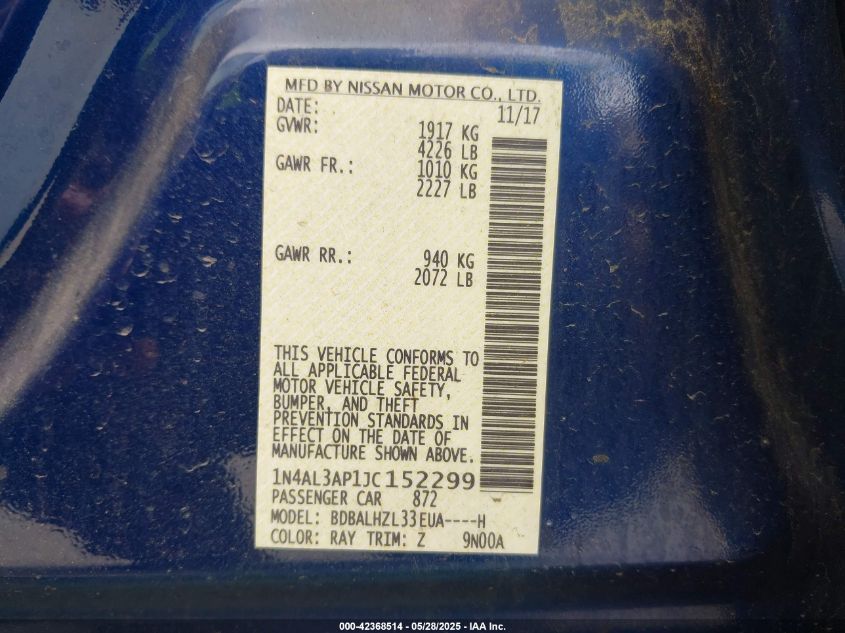 MFD BY NISSAN MOTOR CO., LTD.
DATE: 11/17
GVWR: 1917 KG
4226 LB
GAWR FR.: 1010 KG
2227 LB
GAWR RR.: 940 KG
2072 LB
THIS VEHICLE CONFORMS TO
ALL APPLICABLE FEDERAL
MOTOR VEHICLE SAFETY,
BUMPER, AND THEFT
PREVENTION STANDARDS IN
EFFECT ON THE DATE OF
MANUFACTURE SHOWN ABOVE.
1N4AL3AP1JC152299
PASSENGER CAR 872
MODEL: BDBALHZL33EUA----H
COLOR: RAY TRIM: Z 9N00A
000-42368514 - 05/28/2025 - IAA Inc.